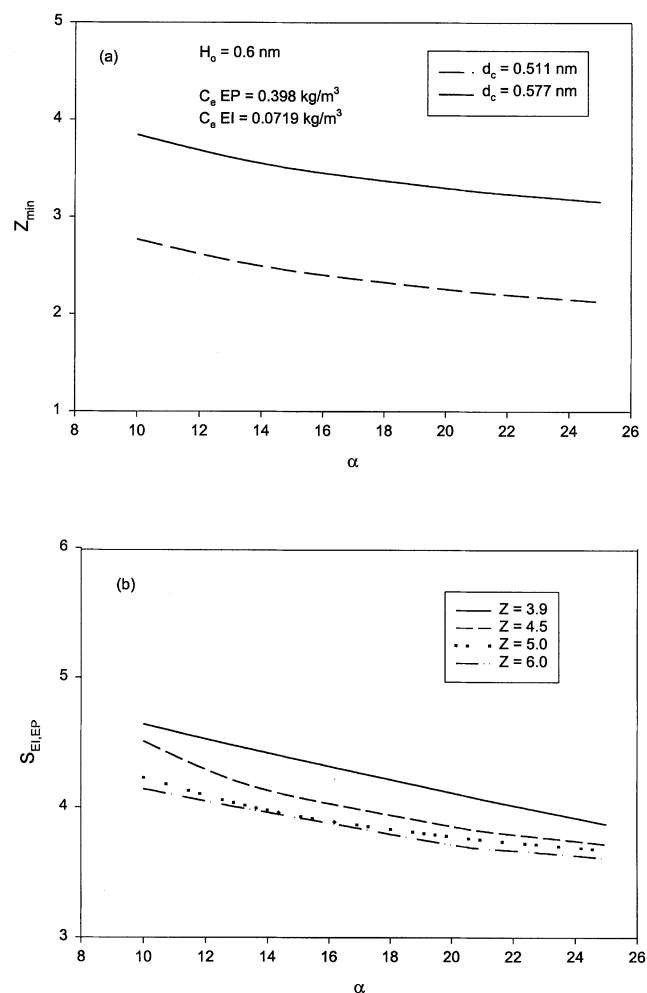 5
(a)
H₀ = 0.6 nm
d_c = 0.511 nm
d_c = 0.577 nm
C_e EP = 0.398 kg/m³
C_e EI = 0.0719 kg/m³
4
3
Z_min
2
1
8 10 12 14 16 18 20 22 24 26
α
6
(b)
Z = 3.9
Z = 4.5
Z = 5.0
Z = 6.0
5
S_EI,EP
4
3
8 10 12 14 16 18 20 22 24 26
α